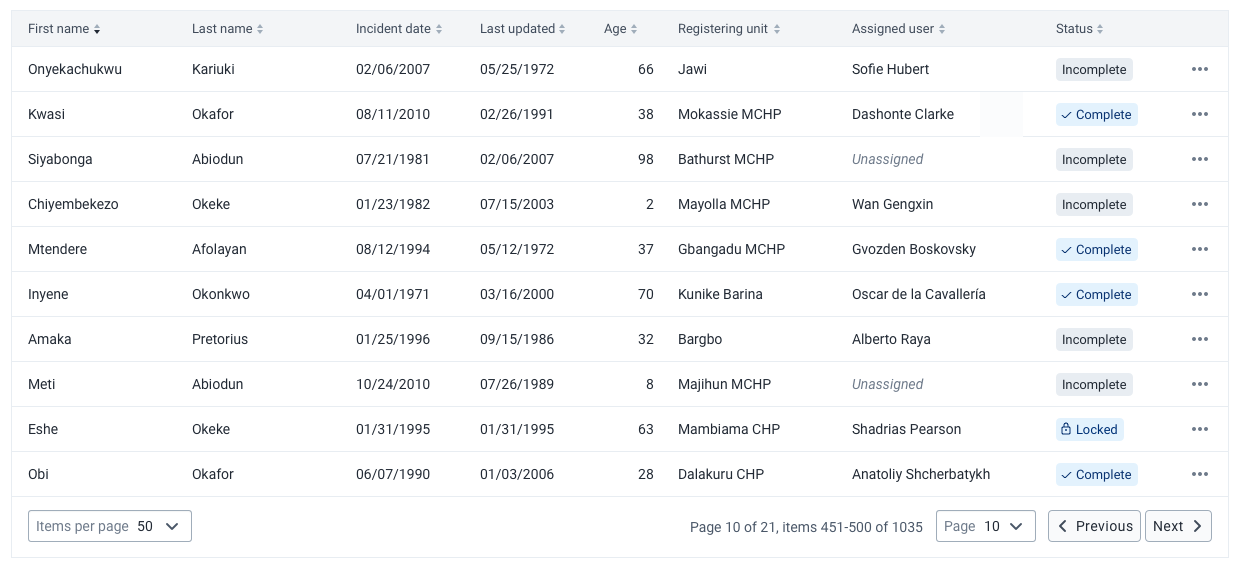 First name Last name Incident date Last updated Age Registering unit Assigned user Status
Onyekachukwu Kariuki 02/06/2007 05/25/1972 66 Jawi Sofie Hubert Incomplete
Kwasi Okafor 08/11/2010 02/26/1991 38 Mokassie MCHP Dashonte Clarke Complete
Siyabonga Abiodun 07/21/1981 02/06/2007 98 Bathurst MCHP Unassigned Incomplete
Chiyembekezo Okeke 01/23/1982 07/15/2003 2 Mayolla MCHP Wan Gengxin Incomplete
Mtendere Afolayan 08/12/1994 05/12/1972 37 Gbangadu MCHP Gvozden Boskovsky Complete
Inyene Okonkwo 04/01/1971 03/16/2000 70 Kunike Barina Oscar de la Cavallería Complete
Amaka Pretorius 01/25/1996 09/15/1986 32 Bargbo Alberto Raya Incomplete
Meti Abiodun 10/24/2010 07/26/1989 8 Majihun MCHP Unassigned Incomplete
Eshe Okeke 01/31/1995 01/31/1995 63 Mambiama CHP Shadrias Pearson Locked
Obi Okafor 06/07/1990 01/03/2006 28 Dalakuru CHP Anatoliy Shcherbatykh Complete
Items per page 50 Page 10 of 21, items 451-500 of 1035 Page 10 Previous Next